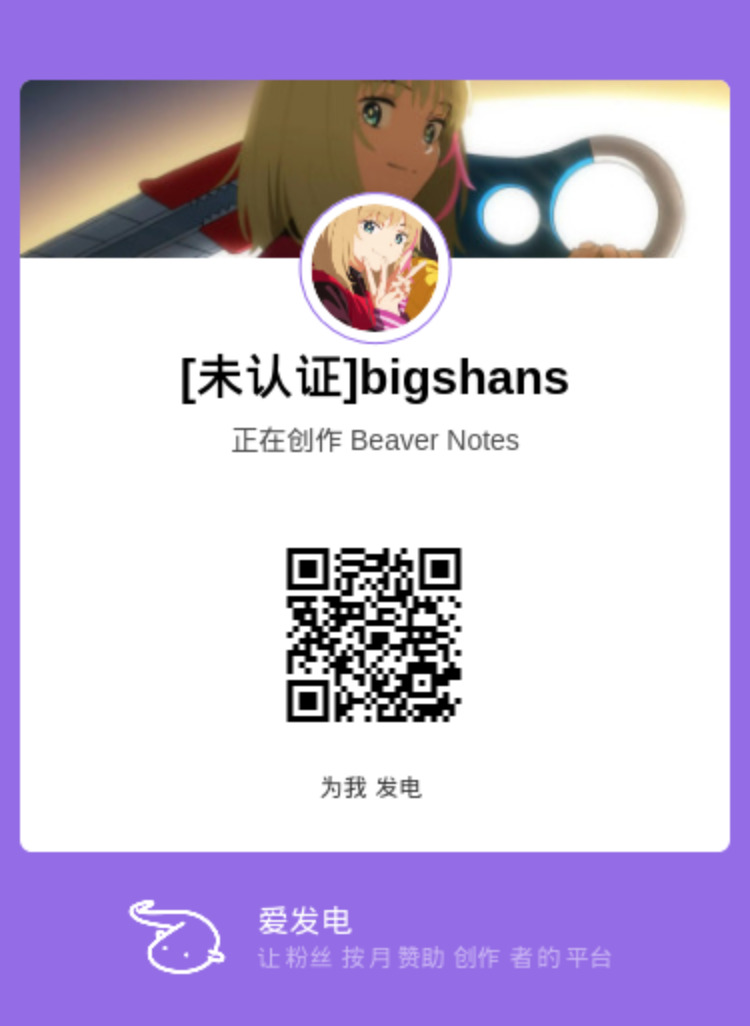 [未认证]bigshans
正在创作 Beaver Notes
为我 发电
爱发电
让粉丝 按月赞助 创作 者的平台